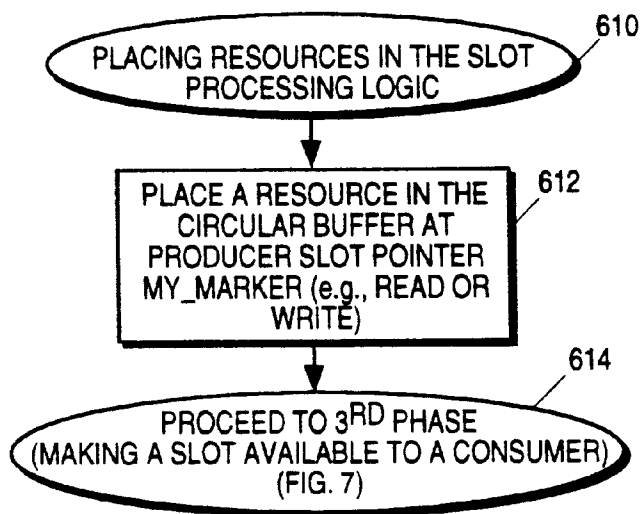 610
PLACING RESOURCES IN THE SLOT
PROCESSING LOGIC
612
PLACE A RESOURCE IN THE
CIRCULAR BUFFER AT
PRODUCER SLOT POINTER
MY_MARKER (e.g., READ OR
WRITE)
614
PROCEED TO 3RD PHASE
(MAKING A SLOT AVAILABLE TO A CONSUMER)
(FIG. 7)